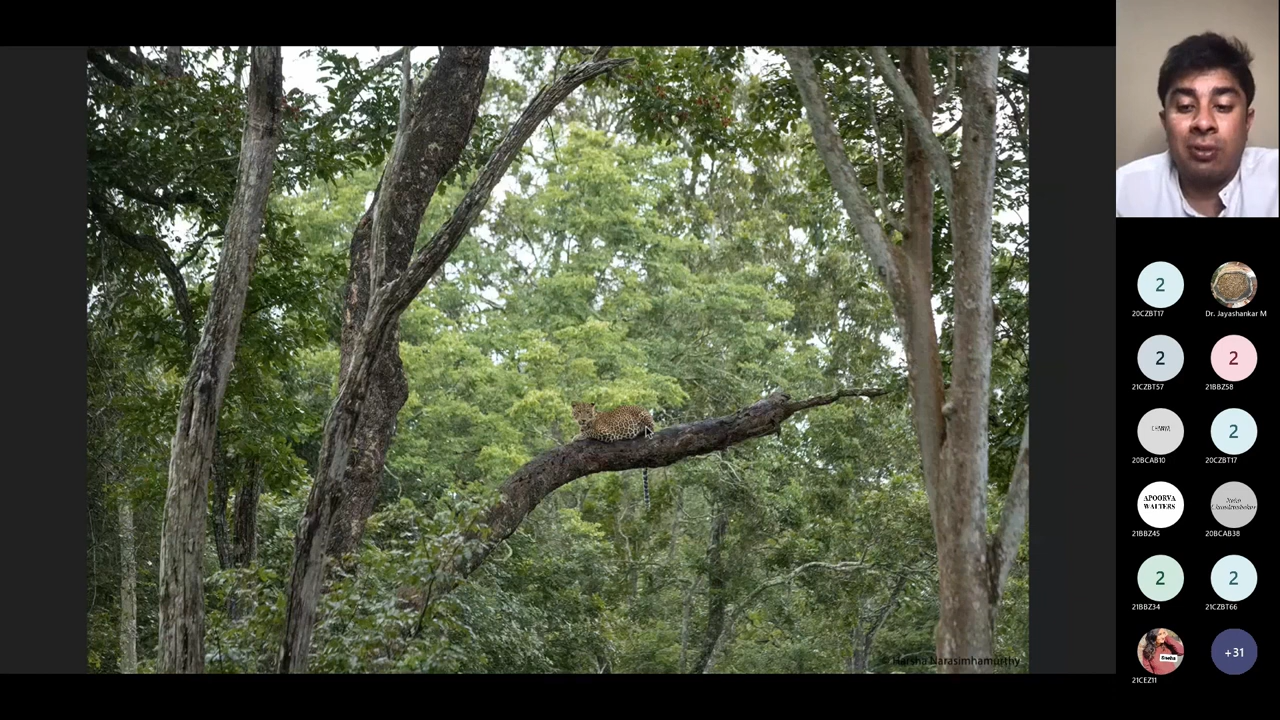 © Harsha Narasimhamurthy
2
20CZBT17
Dr. Jayashankar M
2
21CZBT57
2
21BBZ58
20BCAB10
2
20CZBT17
APOORVA
WALTERS
21BBZ45
20BCAB38
2
21BBZ34
2
21CZBT66
21CEZ11
+31